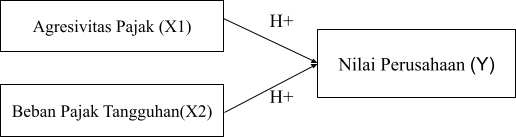 Agresivitas Pajak (X1)
H+
Nilai Perusahaan (Y)
Beban Pajak Tangguhan(X2)
H+